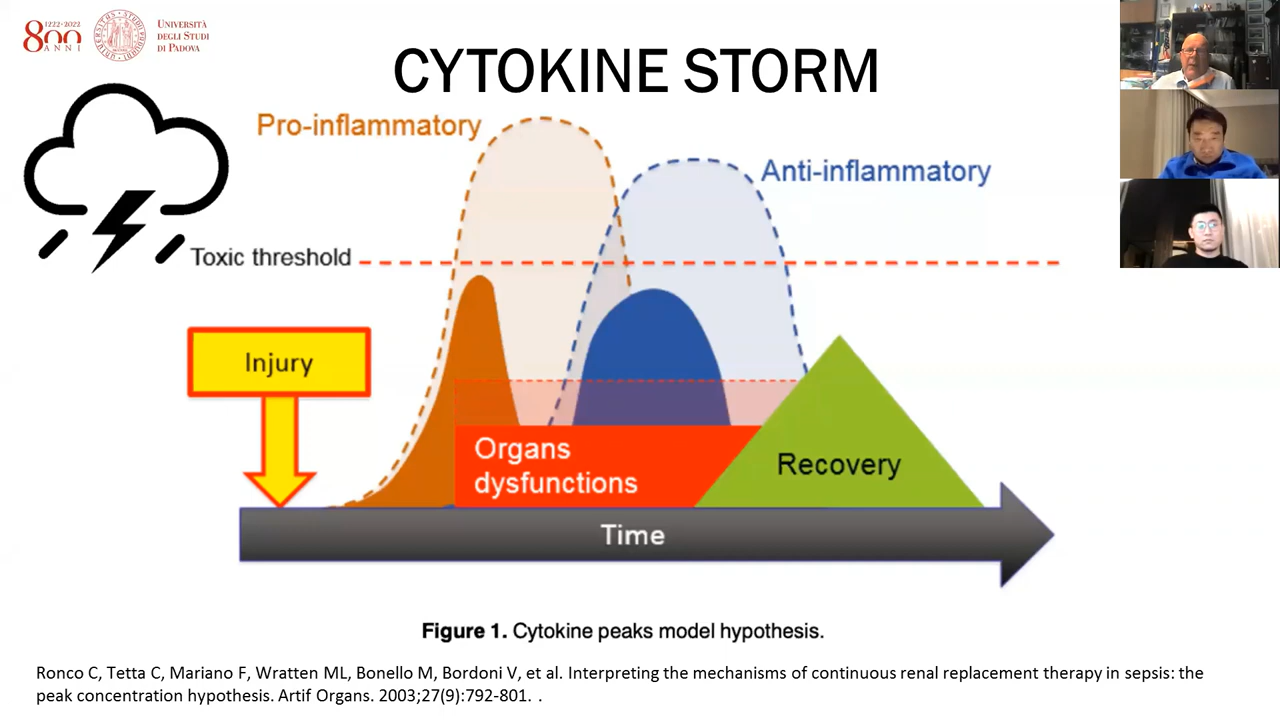 1222-2022
800
ANNI
UNIVERSITÀ
DEGLI STUDI
DI PADOVA
CYTOKINE STORM
Pro-inflammatory
Anti-inflammatory
Toxic threshold
Injury
Organs
dysfunctions
Recovery
Time
Figure 1. Cytokine peaks model hypothesis.
Ronco C, Tetta C, Mariano F, Wratten ML, Bonello M, Bordoni V, et al. Interpreting the mechanisms of continuous renal replacement therapy in sepsis: the
peak concentration hypothesis. Artif Organs. 2003;27(9):792-801. .